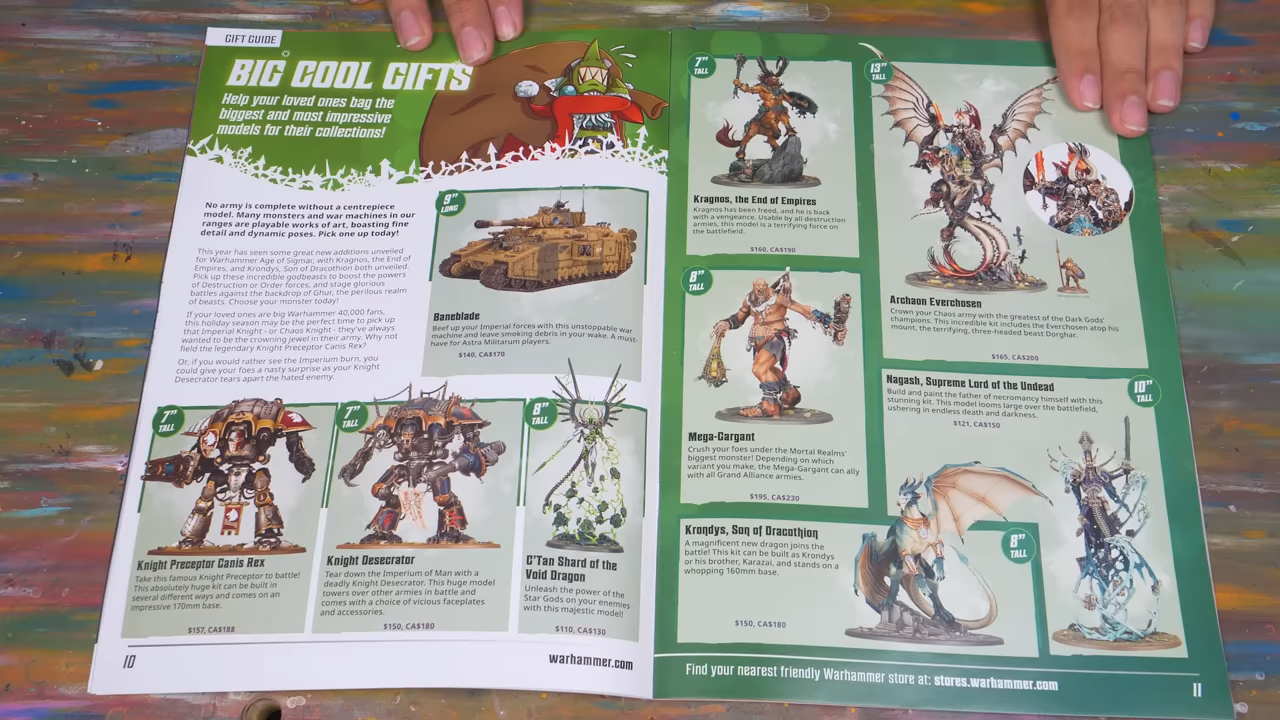 GIFT GUIDE
BIG COOL GIFTS
Help your loved ones bag the
biggest and most impressive
models for their collections!
No army is complete without a centrepiece
model. Many monsters and war machines in our
ranges are playable works of art, boasting fine
detail and dynamic poses. Pick one up today!
This year has seen some great new additions unveiled
for Warhammer Age of Sigmar, with Kragnos, the End of
Empires, and Krondys, Son of Dracothion both unveiled.
Pick up these incredible godbeasts to boost the powers
of Destruction or Order forces, and stage glorious
battles against the backdrop of Ghur, the perilous realm
of beasts. Choose your monster today!
If your loved ones are big Warhammer 40,000 fans,
this holiday season may be the perfect time to pick up
that Imperial Knight - or Chaos Knight - they've always
wanted to be the crowning jewel in their army. Why not
field the legendary Knight Preceptor Canis Rex?
Or, if you would rather see the Imperium burn, you
could give your foes a nasty surprise as your Knight
Desecrator tears apart the hated enemy.
9"
LONG
Baneblade
Beef up your Imperial forces with this unstoppable war
machine and leave smoking debris in your wake. A must-
have for Astra Militarum players.
$140, CA$170
7"
TALL
Knight Preceptor Canis Rex
Take this famous Knight Preceptor to battle!
This absolutely huge kit can be built in
several different ways and comes on an
impressive 170mm base.
$157, CA$188
7"
TALL
Knight Desecrator
Tear down the Imperium of Man with a
deadly Knight Desecrator. This huge model
towers over other armies in battle and
comes with a choice of vicious faceplates
and accessories.
$150, CA$180
8"
TALL
C'Tan Shard of the
Void Dragon
Unleash the power of the
Star Gods on your enemies
with this majestic model!
$110, CA$130
10
warhammer.com
7"
TALL
Kragnos, the End of Empires
Kragnos has been freed, and he is back
with a vengeance. Usable by all destruction
armies, this model is a terrifying force on
the battlefield.
$160, CA$190
13"
TALL
Archaon Everchosen
Crown your Chaos army with the greatest of the Dark Gods'
champions. This incredible kit includes the Everchosen atop his
mount, the terrifying, three-headed beast Dorghar.
$165, CA$200
8"
TALL
Mega-Gargant
Crush your foes under the Mortal Realms'
biggest monster! Depending on which
variant you make, the Mega-Gargant can ally
with all Grand Alliance armies.
$195, CA$230
Nagash, Supreme Lord of the Undead
Build and paint the father of necromancy himself with this
stunning kit. This model looms large over the battlefield,
ushering in endless death and darkness.
$121, CA$150
10"
TALL
Krondys, Son of Dracothion
A magnificent new dragon joins the
battle! This kit can be built as Krondys
or his brother, Karazai, and stands on a
whopping 160mm base.
$150, CA$180
8"
TALL
Find your nearest friendly Warhammer store at: stores.warhammer.com
11